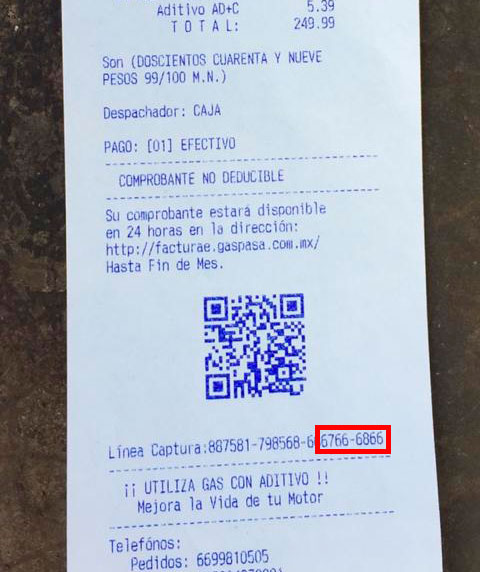 Aditivo AD+C 5.39
T O T A L: 249.99
Son (DOSCIENTOS CUARENTA Y NUEVE
PESOS 99/100 M.N.)
Despachador: CAJA
PAGO: [01] EFECTIVO
COMPROBANTE NO DEDUCIBLE
Su comprobante estará disponible
en 24 horas en la dirección:
http://facturae.gaspasa.com.mx/
Hasta Fin de Mes.
Línea Captura:887581-798568-666766-6866
¡¡ UTILIZA GAS CON ADITIVO !!
Mejora la Vida de tu Motor
Telefónos:
Pedidos: 6699810505